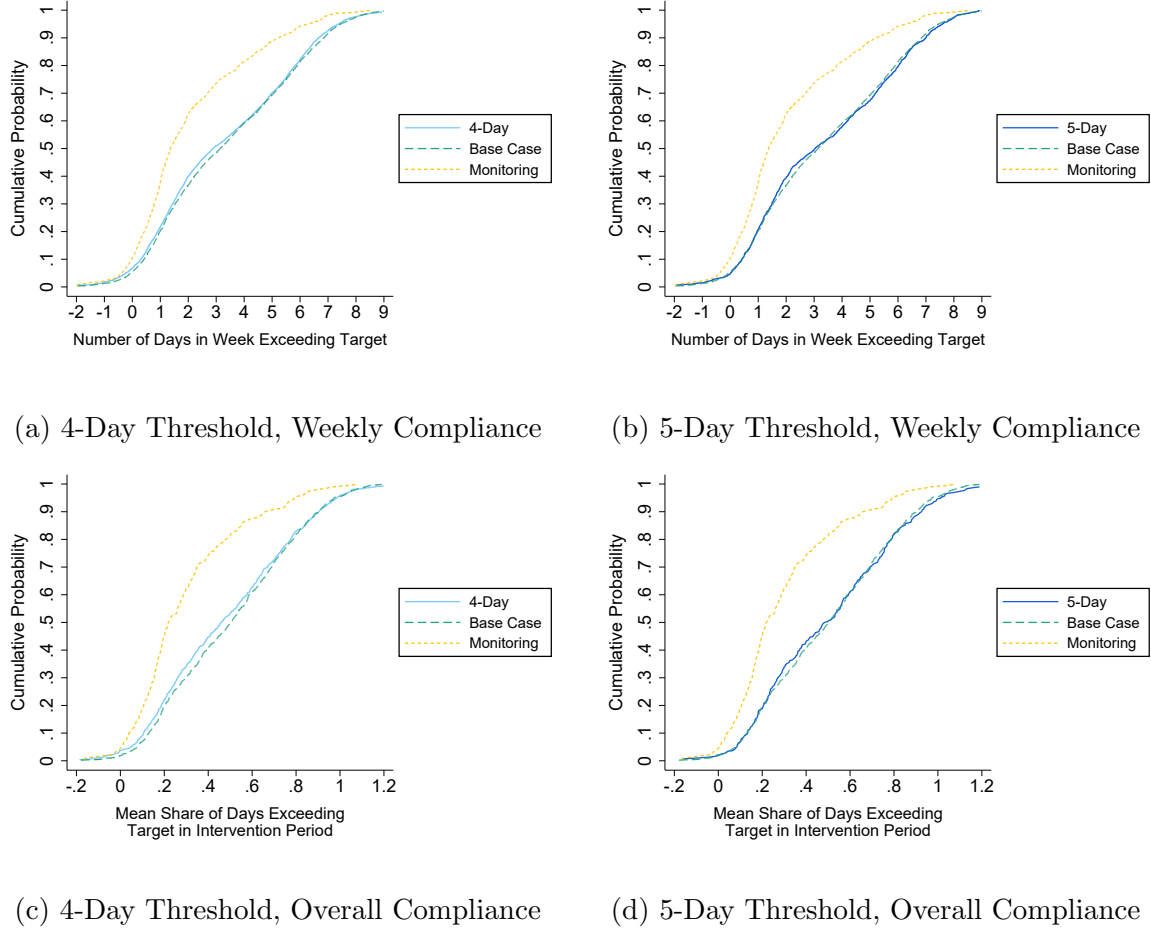 Cumulative Probability
0 .1 .2 .3 .4 .5 .6 .7 .8 .9 1
-2 -1 0 1 2 3 4 5 6 7 8 9
Number of Days in Week Exceeding Target
4-Day
Base Case
Monitoring
(a) 4-Day Threshold, Weekly Compliance
Cumulative Probability
0 .1 .2 .3 .4 .5 .6 .7 .8 .9 1
-2 -1 0 1 2 3 4 5 6 7 8 9
Number of Days in Week Exceeding Target
5-Day
Base Case
Monitoring
(b) 5-Day Threshold, Weekly Compliance
Cumulative Probability
0 .1 .2 .3 .4 .5 .6 .7 .8 .9 1
-.2 0 .2 .4 .6 .8 1 1.2
Mean Share of Days Exceeding
Target in Intervention Period
4-Day
Base Case
Monitoring
(c) 4-Day Threshold, Overall Compliance
Cumulative Probability
0 .1 .2 .3 .4 .5 .6 .7 .8 .9 1
-.2 0 .2 .4 .6 .8 1 1.2
Mean Share of Days Exceeding
Target in Intervention Period
5-Day
Base Case
Monitoring
(d) 5-Day Threshold, Overall Compliance